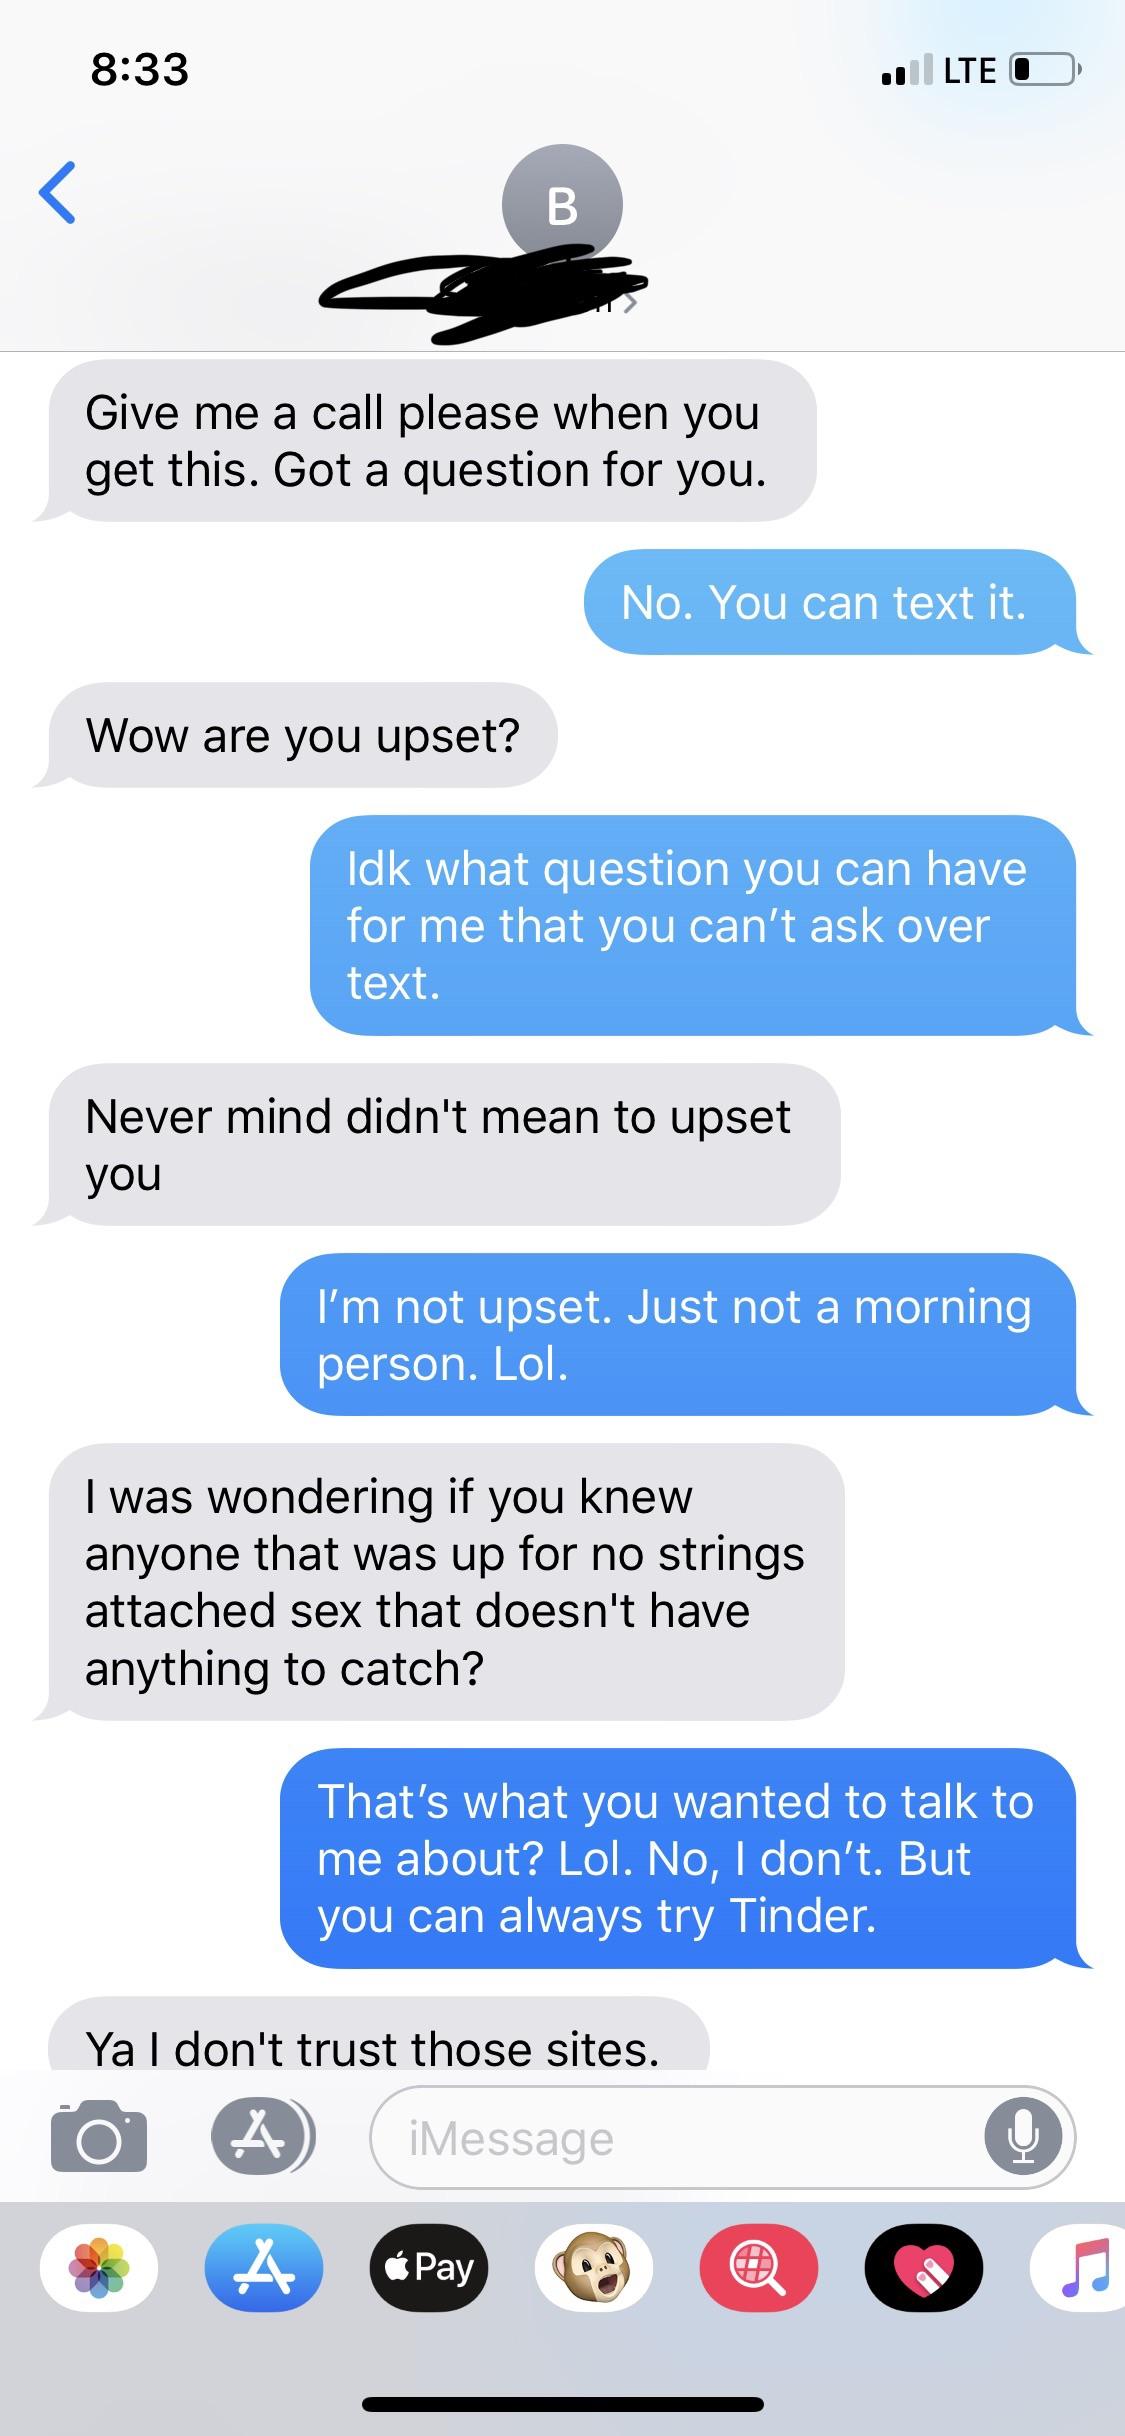 8:33
LTE
B
Give me a call please when you
get this. Got a question for you.
No. You can text it.
Wow are you upset?
Idk what question you can have
for me that you can’t ask over
text.
Never mind didn't mean to upset
you
I’m not upset. Just not a morning
person. Lol.
I was wondering if you knew
anyone that was up for no strings
attached sex that doesn't have
anything to catch?
That’s what you wanted to talk to
me about? Lol. No, I don’t. But
you can always try Tinder.
Ya I don't trust those sites.
iMessage
Pay